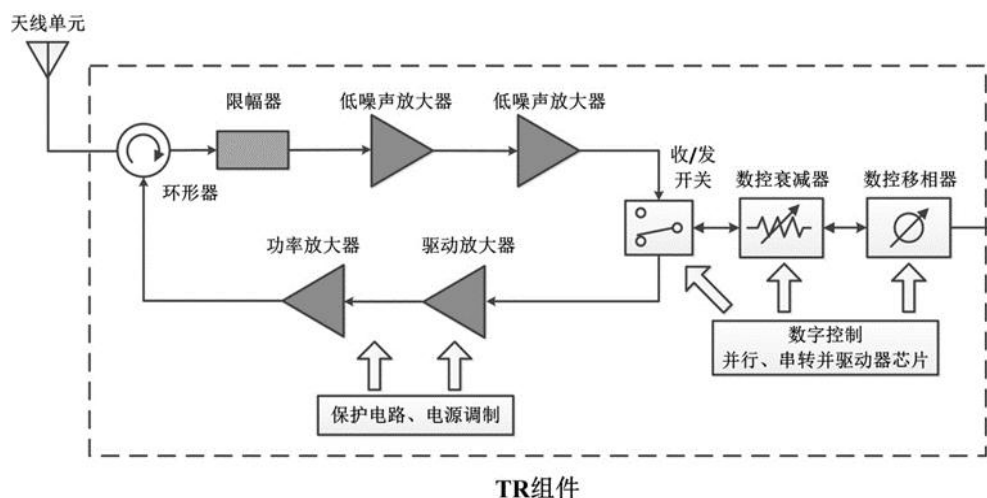 天线单元
限幅器
低噪声放大器
低噪声放大器
环形器
收/发
开关
数控衰减器
数控移相器
功率放大器
驱动放大器
数字控制
并行、串转并驱动器芯片
保护电路、电源调制
TR组件